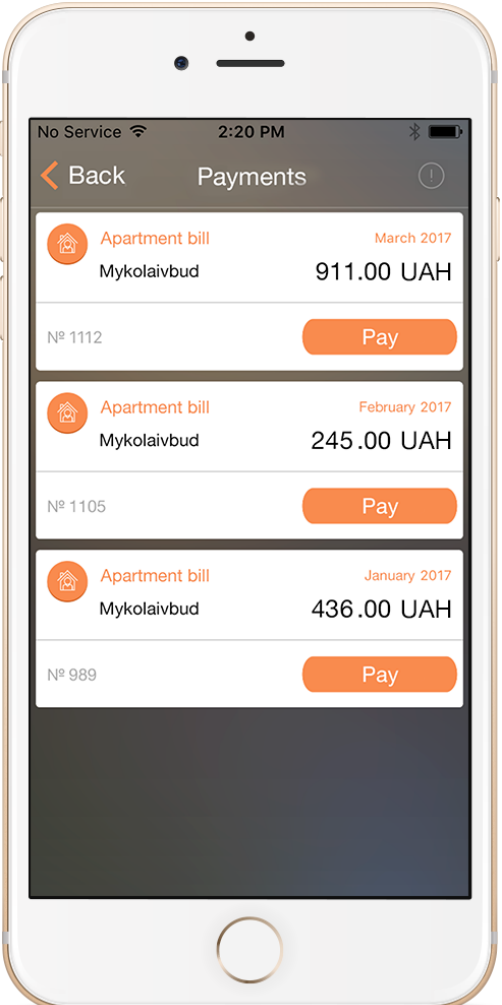 No Service 2:20 PM
Back Payments
Apartment bill March 2017
Mykolaivbud 911.00 UAH
Nº 1112 Pay
Apartment bill February 2017
Mykolaivbud 245.00 UAH
Nº 1105 Pay
Apartment bill January 2017
Mykolaivbud 436.00 UAH
Nº 989 Pay